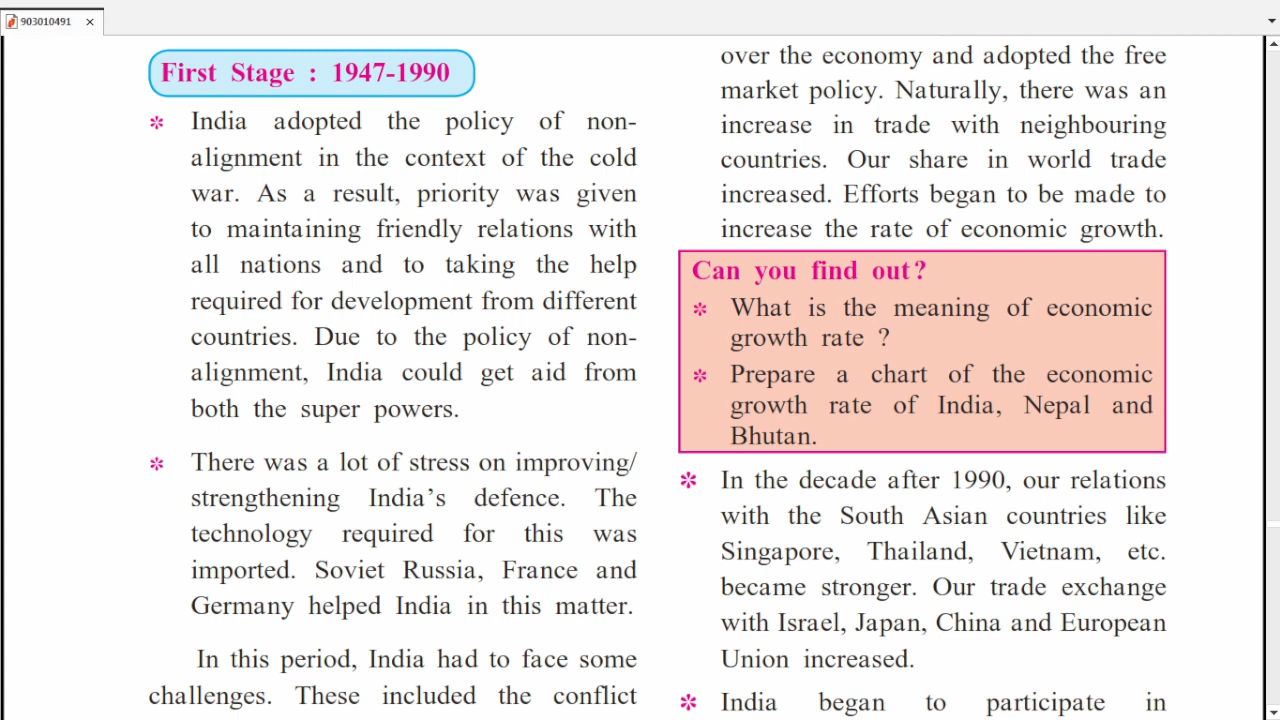 903010491
First Stage : 1947-1990
* India adopted the policy of non-
alignment in the context of the cold
war. As a result, priority was given
to maintaining friendly relations with
all nations and to taking the help
required for development from different
countries. Due to the policy of non-
alignment, India could get aid from
both the super powers.
* There was a lot of stress on improving/
strengthening India’s defence. The
technology required for this was
imported. Soviet Russia, France and
Germany helped India in this matter.
In this period, India had to face some
challenges. These included the conflict
over the economy and adopted the free
market policy. Naturally, there was an
increase in trade with neighbouring
countries. Our share in world trade
increased. Efforts began to be made to
increase the rate of economic growth.
Can you find out?
* What is the meaning of economic
growth rate ?
* Prepare a chart of the economic
growth rate of India, Nepal and
Bhutan.
* In the decade after 1990, our relations
with the South Asian countries like
Singapore, Thailand, Vietnam, etc.
became stronger. Our trade exchange
with Israel, Japan, China and European
Union increased.
* India began to participate in